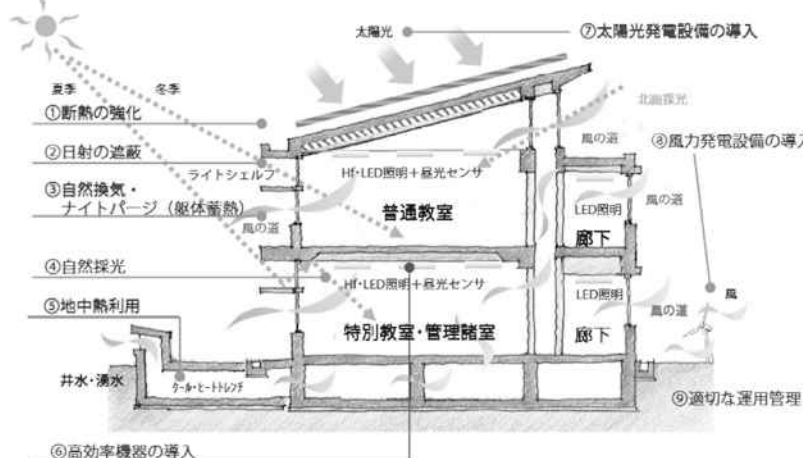 太陽光
⑦太陽光発電設備の導入
夏季
冬季
①断熱の強化
北面採光
風の道
②日射の遮蔽
⑧風力発電設備の導入
ライトシェルフ
Hf・LED照明+昼光センサ
③自然換気・
ナイトパージ(躯体蓄熱)
風の道
普通教室
LED照明
風の道
廊下
④自然採光
Hf・LED照明+昼光センサ
LED照明
風
⑤地中熱利用
風の道
特別教室・管理諸室
廊下
井水・湧水
クール・ヒートトレンチ
⑨適切な運用管理
⑥高効率機器の導入